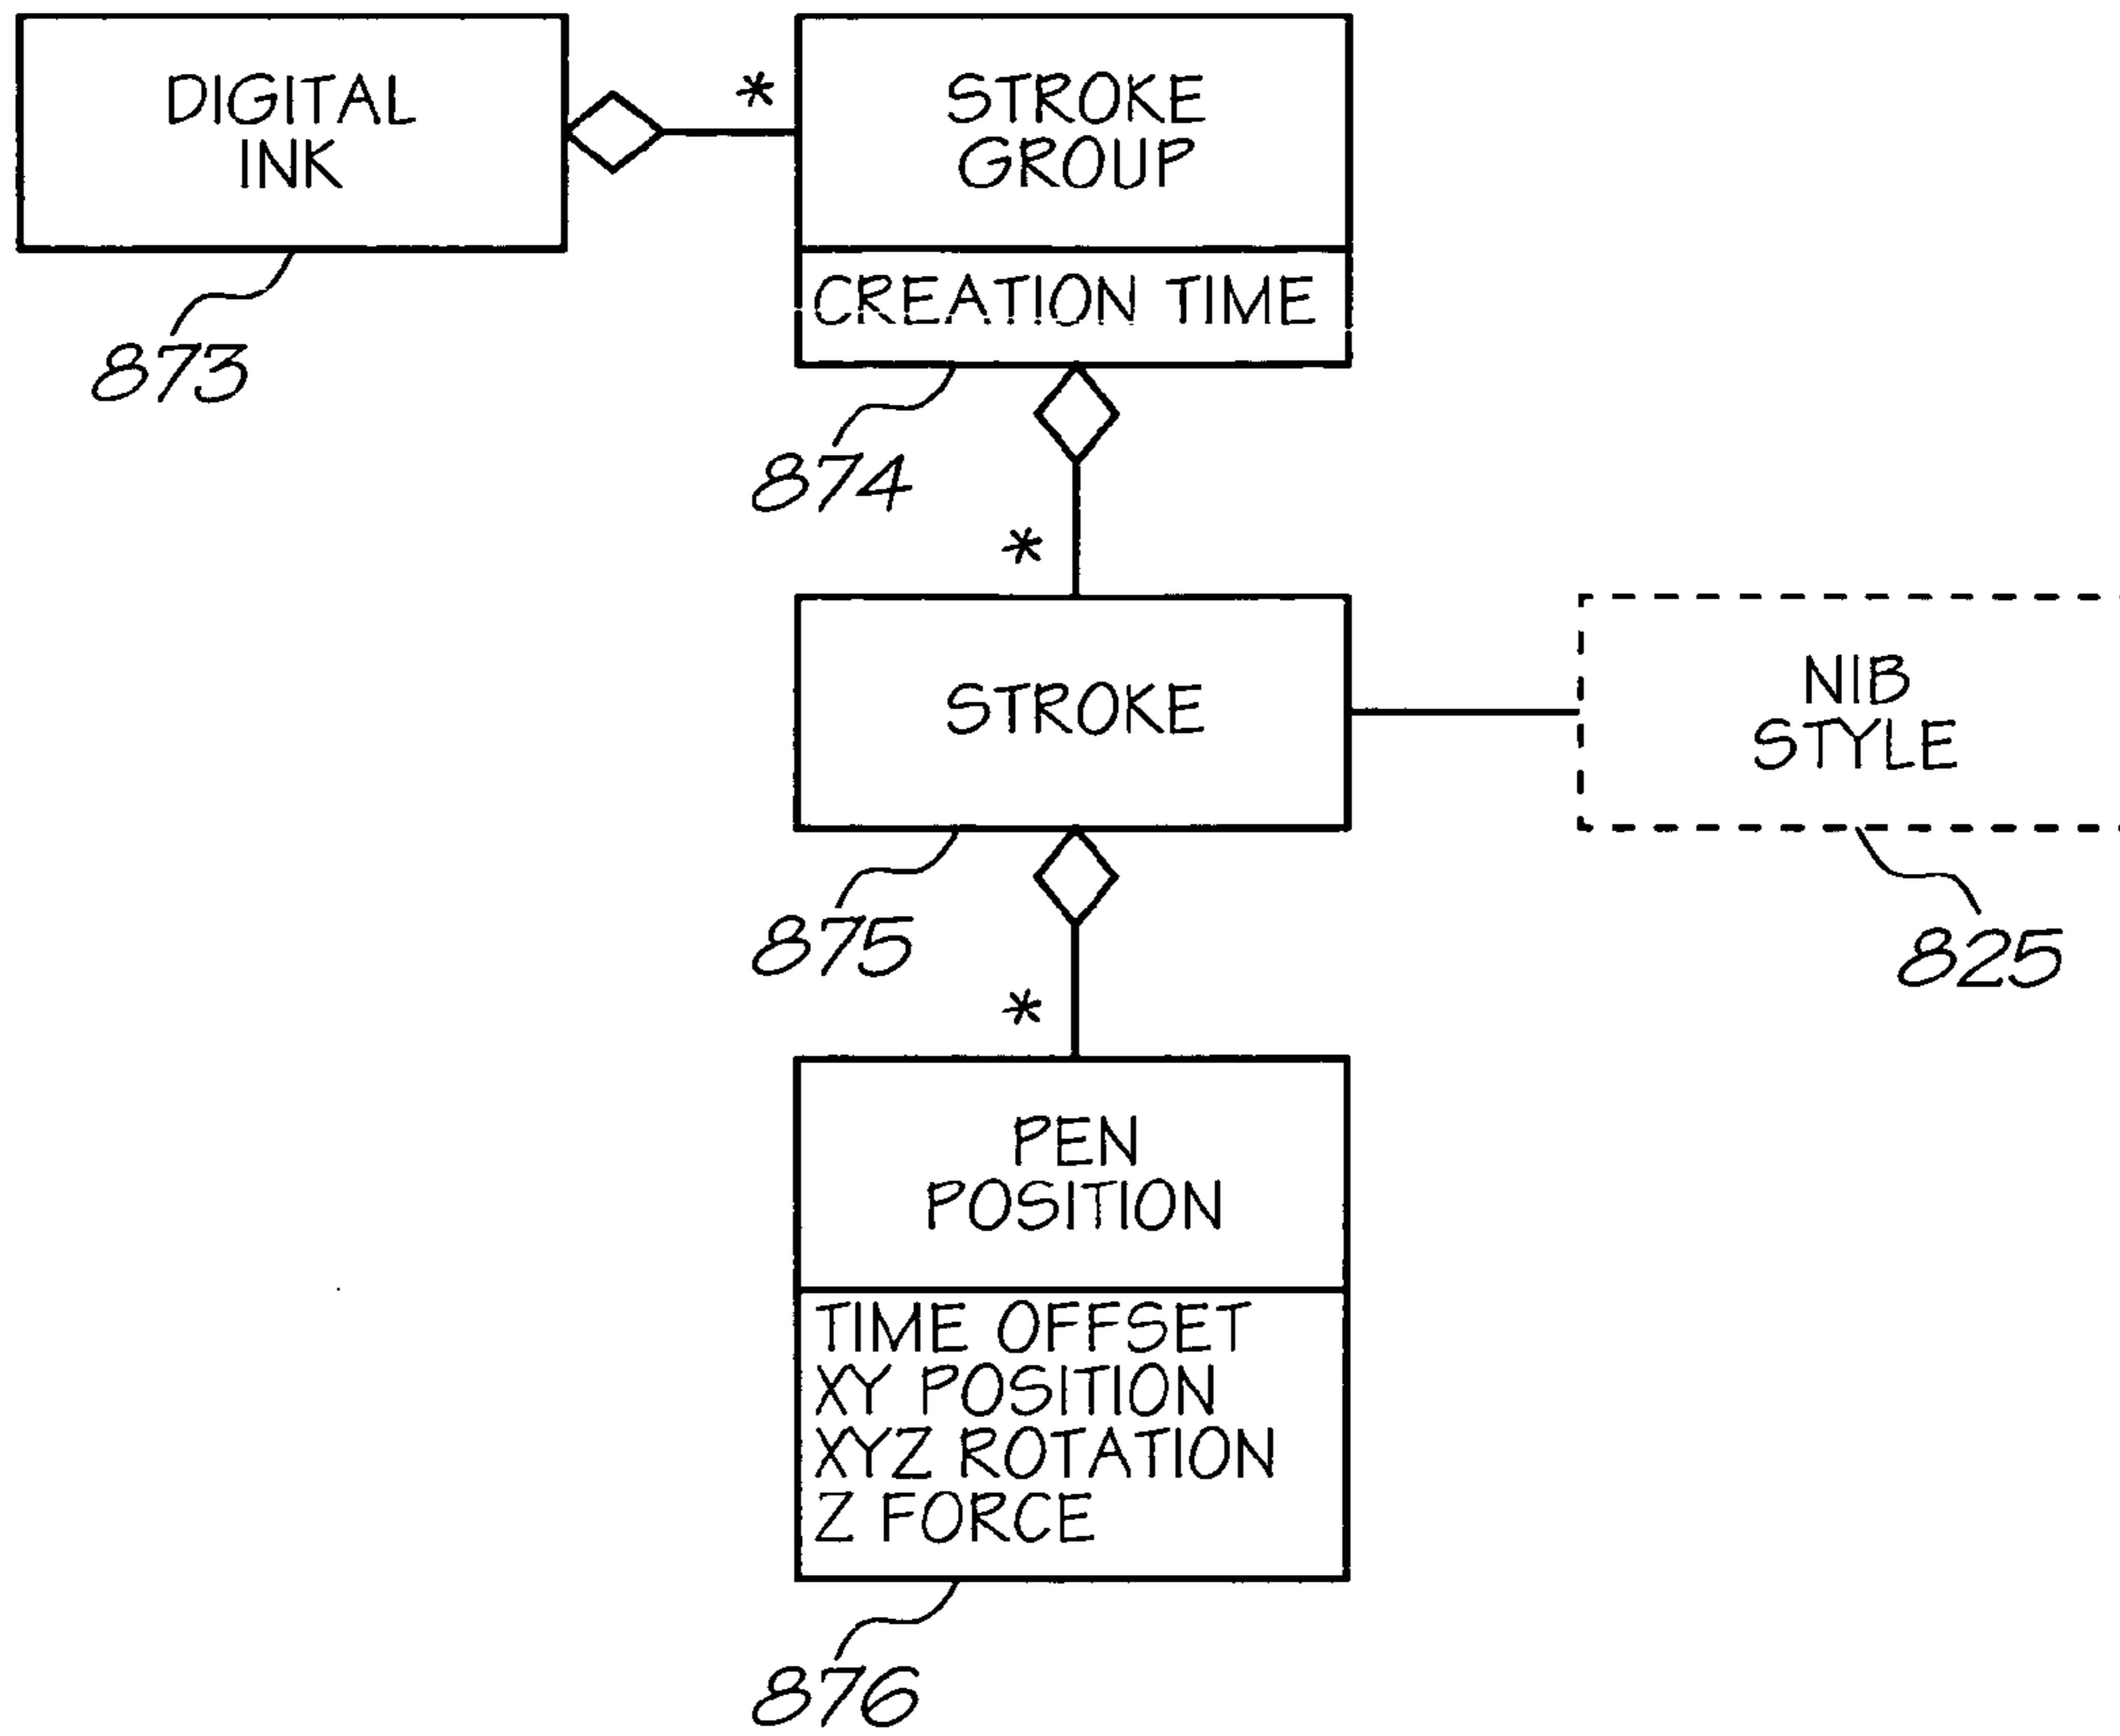 DIGITAL
INK
*
STROKE
GROUP
CREATION TIME
873
874
*
STROKE
NIB
STYLE
875
825
*
PEN
POSITION
TIME OFFSET
XY POSITION
XYZ ROTATION
Z FORCE
876